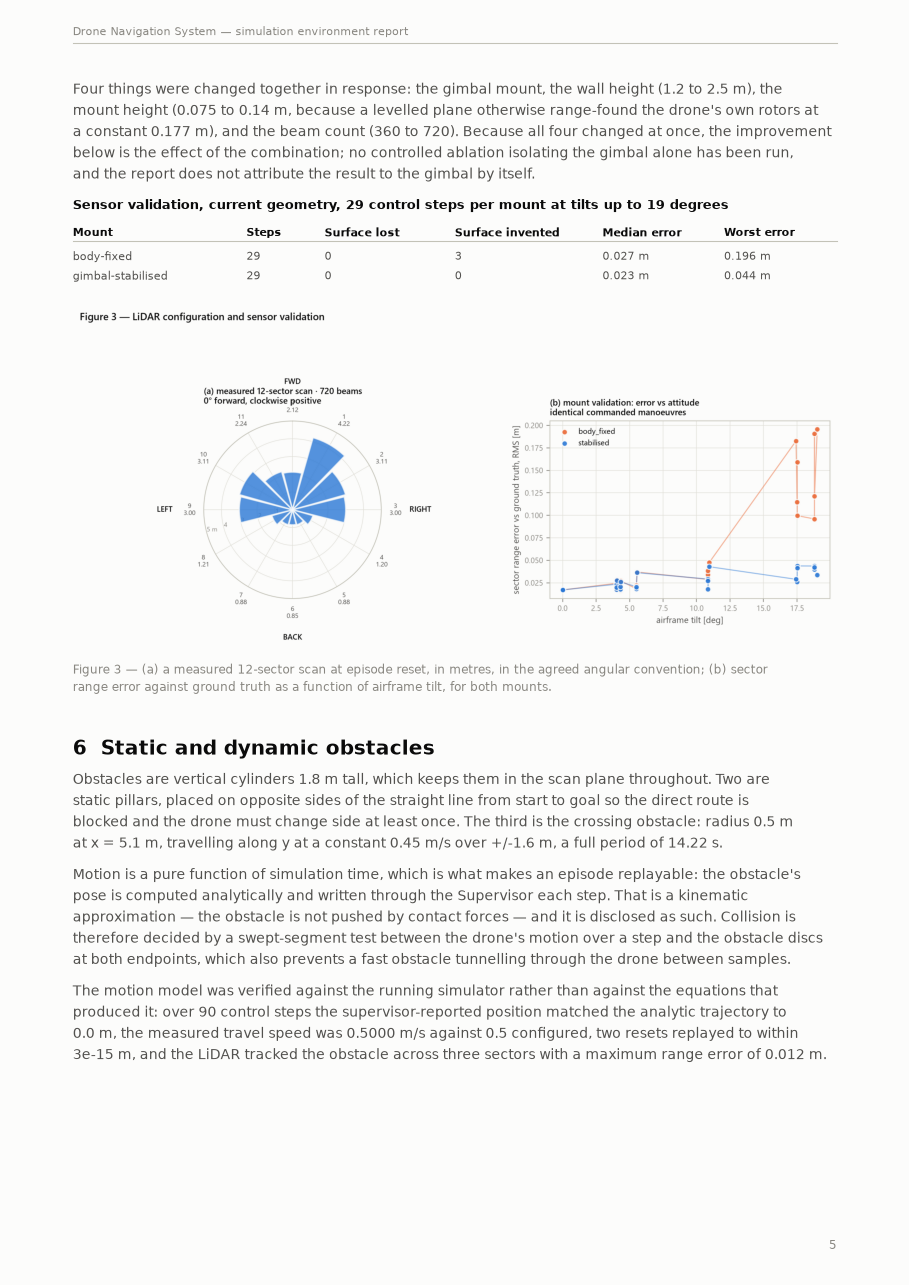 Drone Navigation System — simulation environment report
Four things were changed together in response: the gimbal mount, the wall height (1.2 to 2.5 m), the
mount height (0.075 to 0.14 m, because a levelled plane otherwise range-found the drone's own rotors at
a constant 0.177 m), and the beam count (360 to 720). Because all four changed at once, the improvement
below is the effect of the combination; no controlled ablation isolating the gimbal alone has been run,
and the report does not attribute the result to the gimbal by itself.
Sensor validation, current geometry, 29 control steps per mount at tilts up to 19 degrees
Mount Steps Surface lost Surface invented Median error Worst error
body-fixed 29 0 3 0.027 m 0.196 m
gimbal-stabilised 29 0 0 0.023 m 0.044 m
Figure 3 — LiDAR configuration and sensor validation
FWD
(a) measured 12-sector scan · 720 beams
0° forward, clockwise positive
2.12
11
2.24
1
4.22
10
3.11
2
3.11
LEFT
9
3.00
3
3.00
RIGHT
5 m
4
8
1.21
4
1.20
7
0.88
5
0.88
6
0.85
BACK
(b) mount validation: error vs attitude
identical commanded manoeuvres
body_fixed
stabilised
sector range error vs ground truth, RMS [m]
0.200
0.175
0.150
0.125
0.100
0.075
0.050
0.025
0.0 2.5 5.0 7.5 10.0 12.5 15.0 17.5
airframe tilt [deg]
Figure 3 — (a) a measured 12-sector scan at episode reset, in metres, in the agreed angular convention; (b) sector
range error against ground truth as a function of airframe tilt, for both mounts.
6 Static and dynamic obstacles
Obstacles are vertical cylinders 1.8 m tall, which keeps them in the scan plane throughout. Two are
static pillars, placed on opposite sides of the straight line from start to goal so the direct route is
blocked and the drone must change side at least once. The third is the crossing obstacle: radius 0.5 m
at x = 5.1 m, travelling along y at a constant 0.45 m/s over +/-1.6 m, a full period of 14.22 s.
Motion is a pure function of simulation time, which is what makes an episode replayable: the obstacle's
pose is computed analytically and written through the Supervisor each step. That is a kinematic
approximation — the obstacle is not pushed by contact forces — and it is disclosed as such. Collision is
therefore decided by a swept-segment test between the drone's motion over a step and the obstacle discs
at both endpoints, which also prevents a fast obstacle tunnelling through the drone between samples.
The motion model was verified against the running simulator rather than against the equations that
produced it: over 90 control steps the supervisor-reported position matched the analytic trajectory to
0.0 m, the measured travel speed was 0.5000 m/s against 0.5 configured, two resets replayed to within
3e-15 m, and the LiDAR tracked the obstacle across three sectors with a maximum range error of 0.012 m.
5